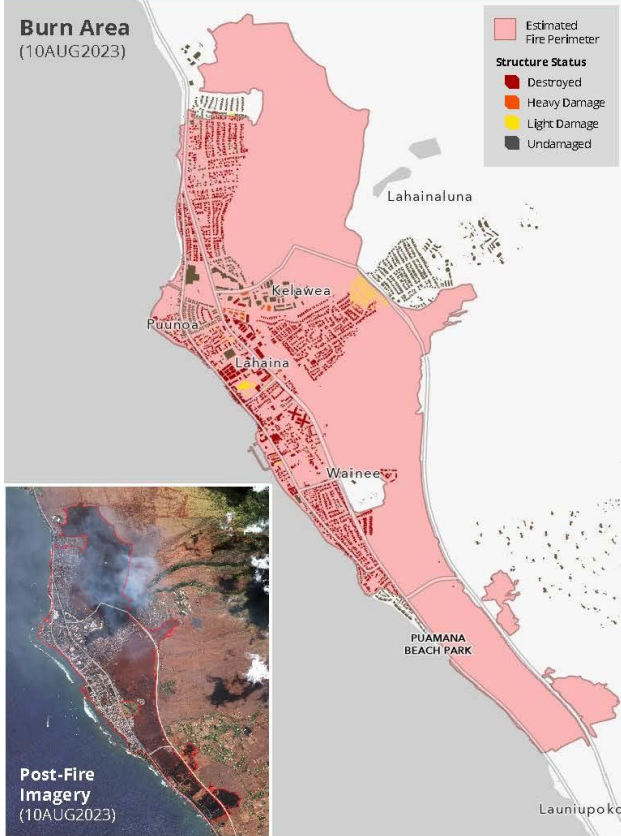 Burn Area
(10AUG2023)
Estimated
Fire Perimeter
Structure Status
Destroyed
Heavy Damage
Light Damage
Undamaged
Lahainaluna
Kelawea
Puunoa
Lahaina
Wainee
PUAMANA
BEACH PARK
Launiupoko
Post-Fire
Imagery
(10AUG2023)